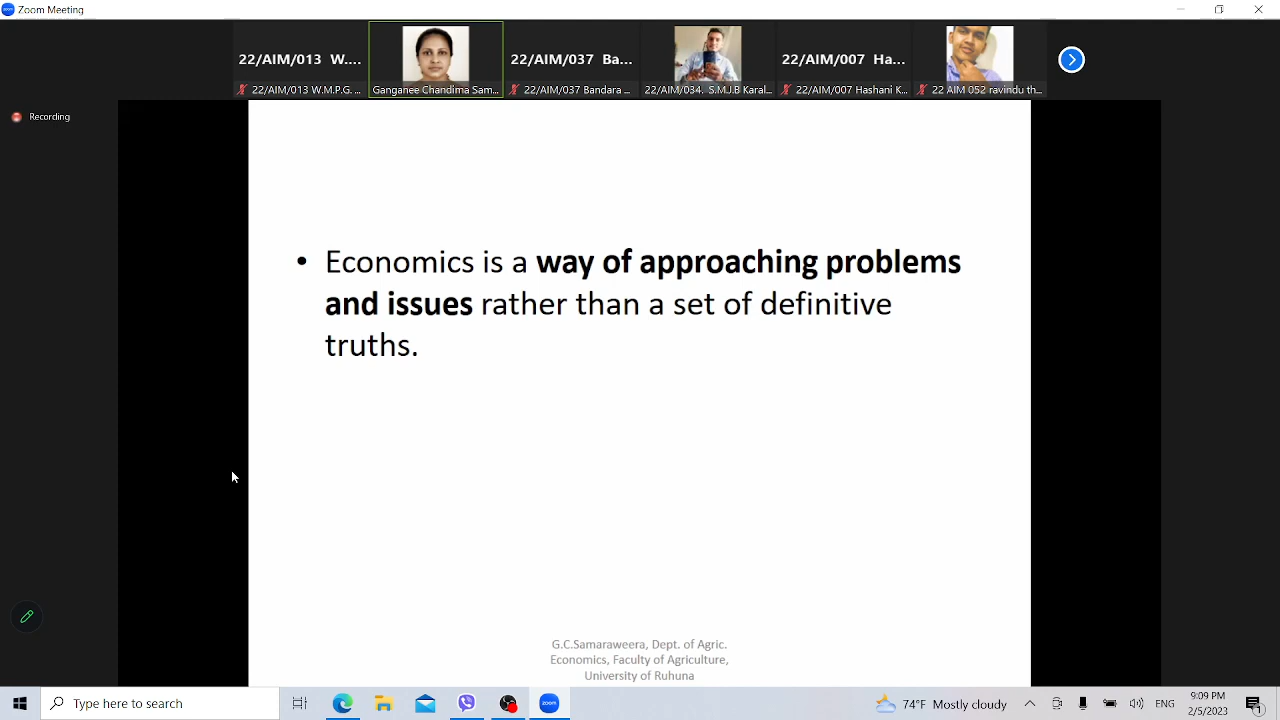 Zoom Meeting
22/AIM/013 W....
22/AIM/037 Ba...
22/AIM/007 Ha...
22/AIM/013 W.M.P.G. ...
Ganganee Chandima Sam...
22/AIM/037 Bandara ...
22/AIM/034. S.M.J.B Karal...
22/AIM/007 Hashani K...
22 AIM 052 ravindu th...
Recording
• Economics is a way of approaching problems
and issues rather than a set of definitive
truths.
G.C.Samaraweera, Dept. of Agric.
Economics, Faculty of Agriculture,
University of Ruhuna
Type here to search
zoom
74°F Mostly cloudy
ENG
9:09 PM
2/5/2023
1